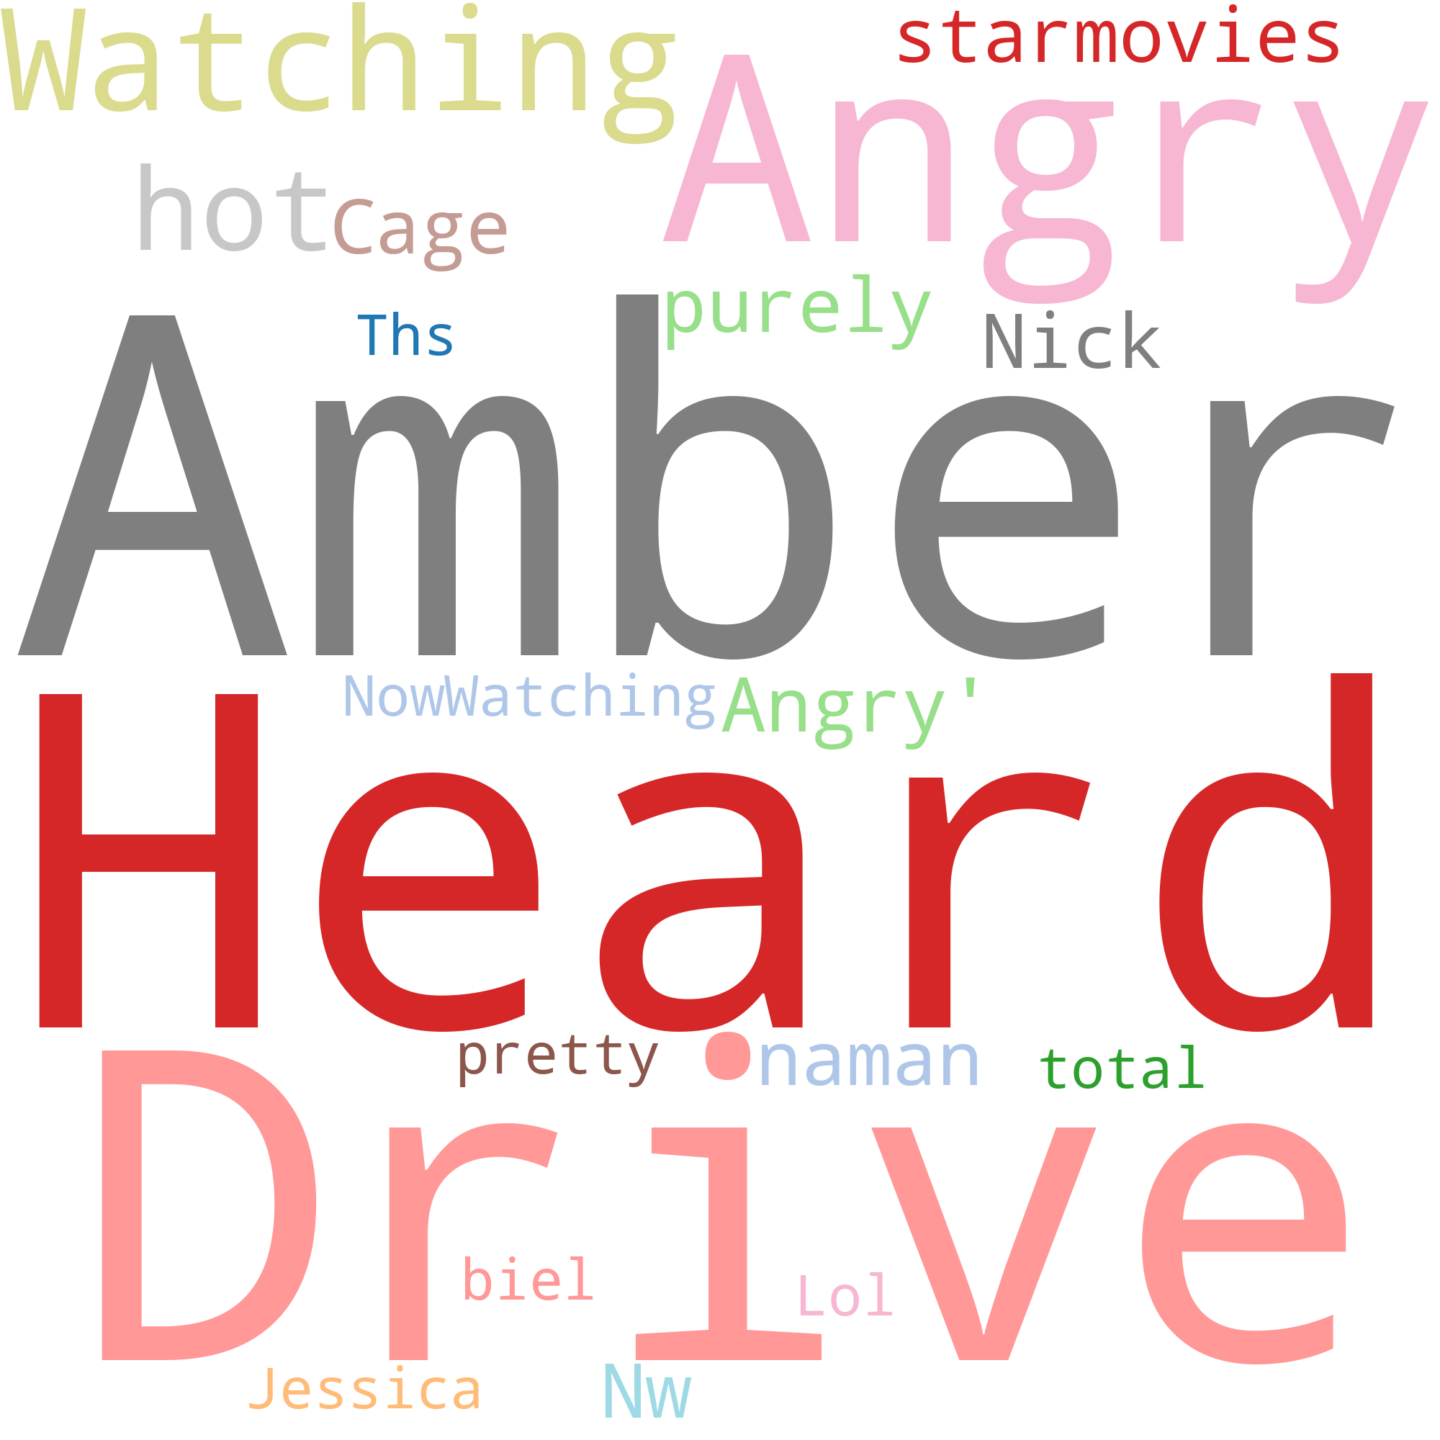 Watching
starmovies
Angry
hot
Cage
purely
Ths
Nick
Amber
NowWatching
Angry'
Heard
pretty
naman
total
Drive
biel
Lol
Jessica
Nw